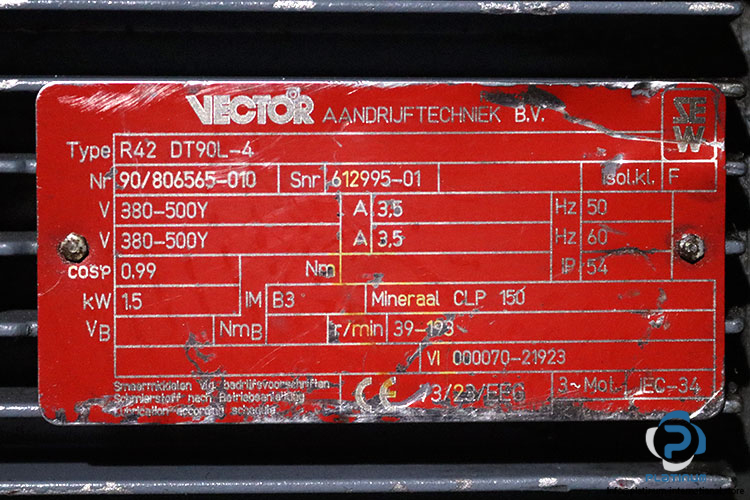 VECTOR AANDRIJFTECHNIEK B.V. SEW
Type R42 DT90L-4
Nr 90/806565-010 Snr 612995-01 Isol.kl. F
V 380-500Y A 3,5 Hz 50
V 380-500Y A 3,5 Hz 60
cosφ 0.99 Nm IP 54
kW 1.5 IM B3 Mineraal CLP 150
VB NmB r/min 39-193
VI 000070-21923
Smeermiddelen vlg. bedrijfsvoorschriften
Schmierstoff nach Betriebsanleitung
Lubrication
CE 73/23/EEG 3~Mot. IEC-34